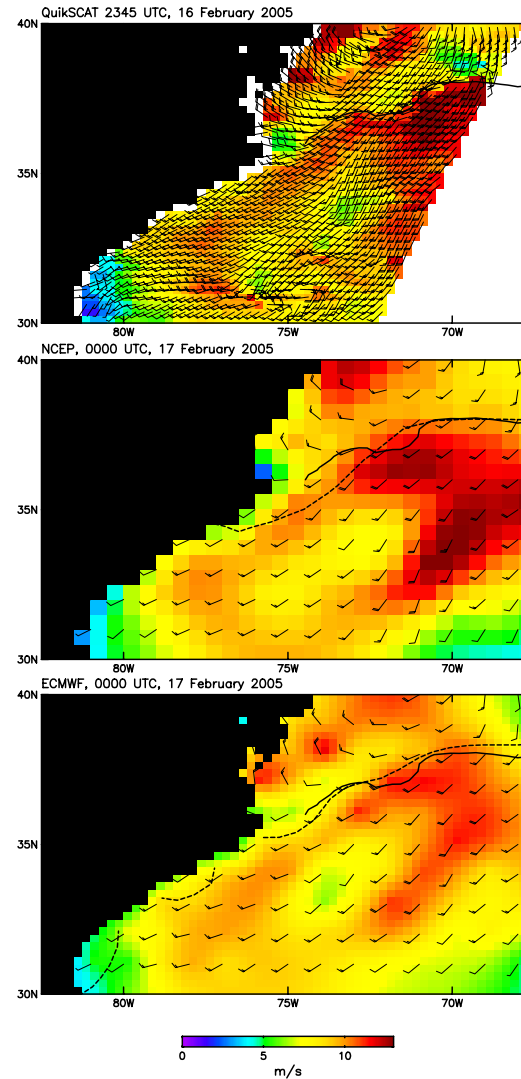 QuikSCAT 2345 UTC, 16 February 2005
40N
35N
30N
80W 75W 70W
NCEP, 0000 UTC, 17 February 2005
40N
35N
30N
80W 75W 70W
ECMWF, 0000 UTC, 17 February 2005
40N
35N
30N
80W 75W 70W
0 5 10
m/s